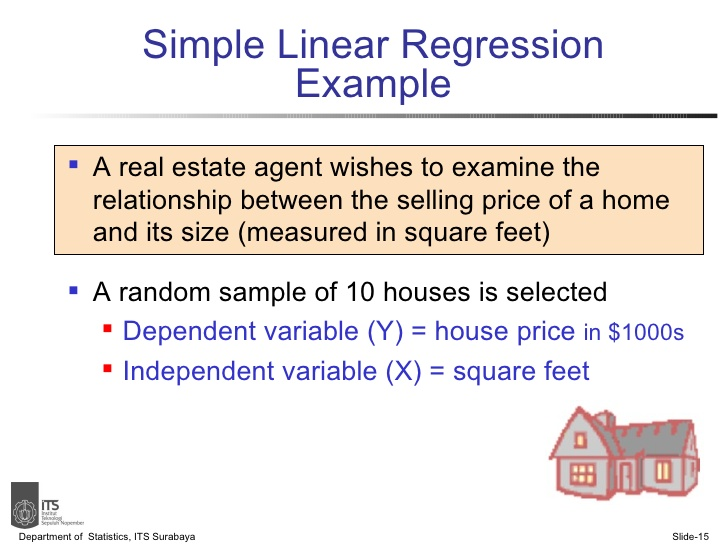 Simple Linear Regression
Example
▪ A real estate agent wishes to examine the
relationship between the selling price of a home
and its size (measured in square feet)
▪ A random sample of 10 houses is selected
▪ Dependent variable (Y) = house price in $1000s
▪ Independent variable (X) = square feet
ITS
Institut
Teknologi
Sepuluh Nopember
Department of  Statistics, ITS Surabaya
Slide-15